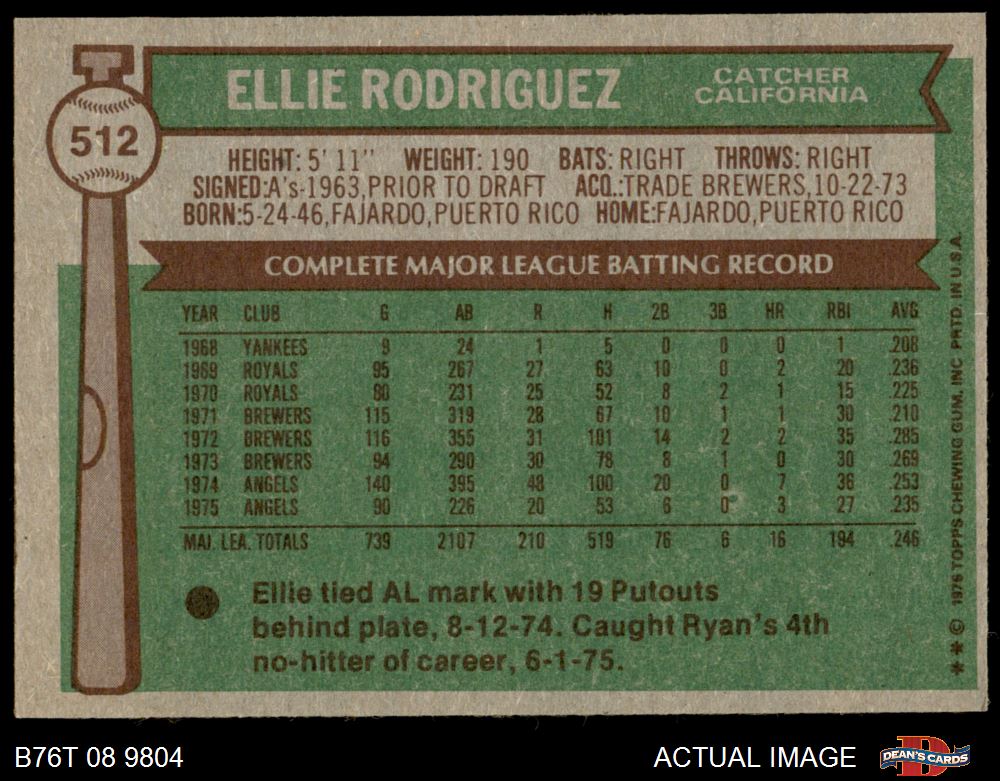 512
ELLIE RODRIGUEZ
CATCHER
CALIFORNIA
HEIGHT: 5' 11" WEIGHT: 190 BATS: RIGHT THROWS: RIGHT
SIGNED:A's-1963,PRIOR TO DRAFT ACQ.:TRADE BREWERS,10-22-73
BORN:5-24-46,FAJARDO,PUERTO RICO HOME:FAJARDO,PUERTO RICO
COMPLETE MAJOR LEAGUE BATTING RECORD
YEAR CLUB G AB R H 2B 3B HR RBI AVG
1968 YANKEES 9 24 1 5 0 0 0 1 .208
1969 ROYALS 95 267 27 63 10 0 2 20 .236
1970 ROYALS 80 231 25 52 8 2 1 15 .225
1971 BREWERS 115 319 28 67 10 1 1 30 .210
1972 BREWERS 116 355 31 101 14 2 2 35 .285
1973 BREWERS 94 290 30 78 8 1 0 30 .269
1974 ANGELS 140 395 48 100 20 0 7 36 .253
1975 ANGELS 90 226 20 53 6 0 3 27 .235
MAJ. LEA. TOTALS 739 2107 210 519 76 6 16 194 .246
Ellie tied AL mark with 19 Putouts
behind plate, 8-12-74. Caught Ryan's 4th
no-hitter of career, 6-1-75.
** © 1976 TOPPS CHEWING GUM, INC. PRTD. IN U.S.A.
B76T 08 9804
ACTUAL IMAGE
D
DEAN'S CARDS